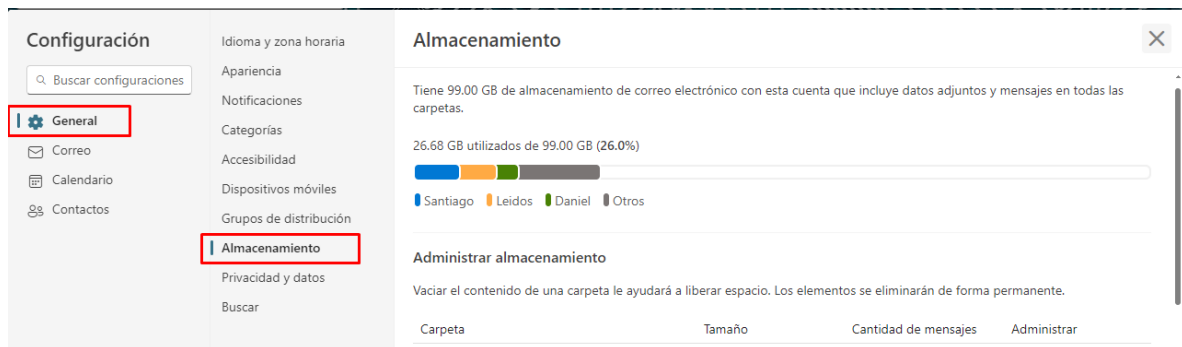 Configuración
Buscar configuraciones
General
Correo
Calendario
Contactos
Idioma y zona horaria
Apariencia
Notificaciones
Categorías
Accesibilidad
Dispositivos móviles
Grupos de distribución
Almacenamiento
Privacidad y datos
Buscar
Almacenamiento
Tiene 99.00 GB de almacenamiento de correo electrónico con esta cuenta que incluye datos adjuntos y mensajes en todas las
carpetas.
26.68 GB utilizados de 99.00 GB (26.0%)
Santiago Leidos Daniel Otros
Administrar almacenamiento
Vaciar el contenido de una carpeta le ayudará a liberar espacio. Los elementos se eliminarán de forma permanente.
Carpeta Tamaño Cantidad de mensajes Administrar